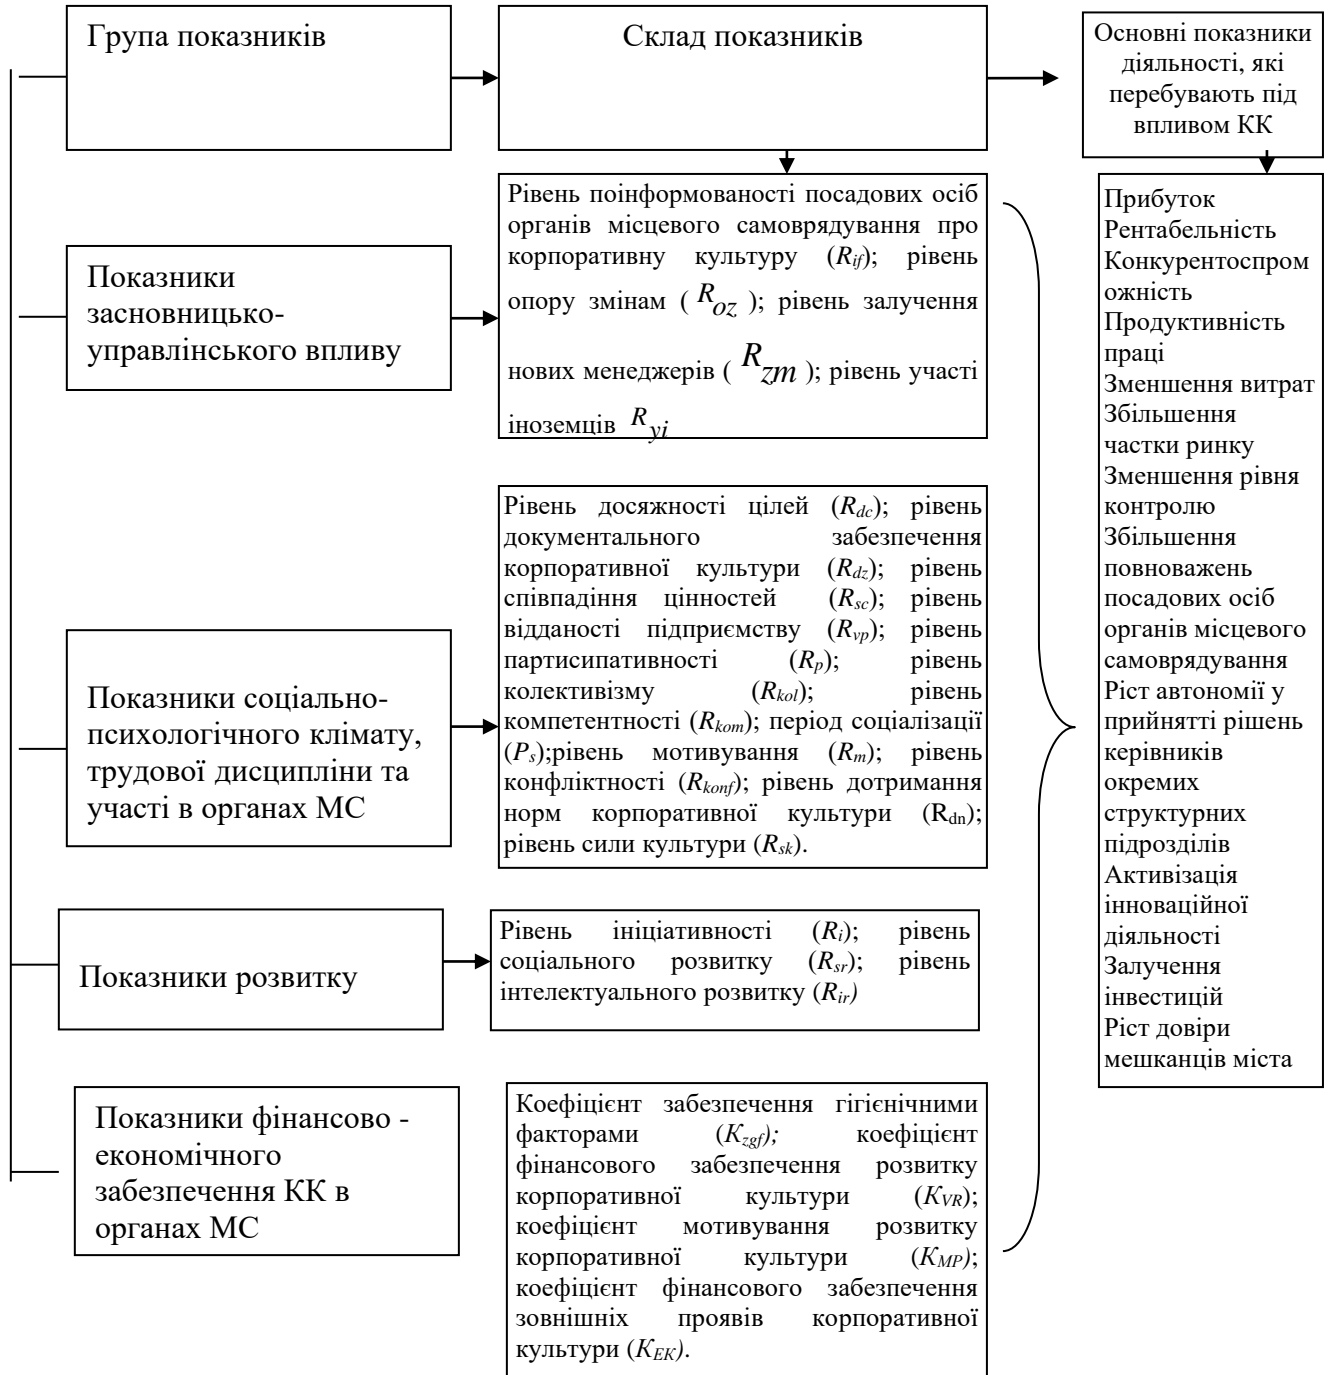 Група показників
Склад показників
Основні показники
діяльності, які
перебувають під
впливом КК
Показники
засновницько-
управлінського впливу
Рівень поінформованості посадових осіб
органів місцевого самоврядування про
корпоративну культуру (Rif); рівень
опору змінам ( Roz ); рівень залучення
нових менеджерів ( Rzm ); рівень участі
іноземців Ryi
Показники соціально-
психологічного клімату,
трудової дисципліни та
участі в органах МС
Рівень досяжності цілей (Rdc); рівень
документального забезпечення
корпоративної культури (Rdz); рівень
співпадіння цінностей (Rsc); рівень
відданості підприємству (Rvp); рівень
партисипативності (Rp); рівень
колективізму (Rkol); рівень
компетентності (Rkom); період соціалізації
(Ps);рівень мотивування (Rm); рівень
конфліктності (Rkonf); рівень дотримання
норм корпоративної культури (Rdn);
рівень сили культури (Rsk).
Показники розвитку
Рівень ініціативності (Ri); рівень
соціального розвитку (Rsr); рівень
інтелектуального розвитку (Rir)
Показники фінансово -
економічного
забезпечення КК в
органах МС
Коефіцієнт забезпечення гігієнічними
факторами (Kzgf); коефіцієнт
фінансового забезпечення розвитку
корпоративної культури (KVR);
коефіцієнт мотивування розвитку
корпоративної культури (KMP);
коефіцієнт фінансового забезпечення
зовнішніх проявів корпоративної
культури (KEK).
Прибуток
Рентабельність
Конкурентоспром
ожність
Продуктивність
праці
Зменшення витрат
Збільшення
частки ринку
Зменшення рівня
контролю
Збільшення
повноважень
посадових осіб
органів місцевого
самоврядування
Ріст автономії у
прийнятті рішень
керівників
окремих
структурних
підрозділів
Активізація
інноваційної
діяльності
Залучення
інвестицій
Ріст довіри
мешканців міста